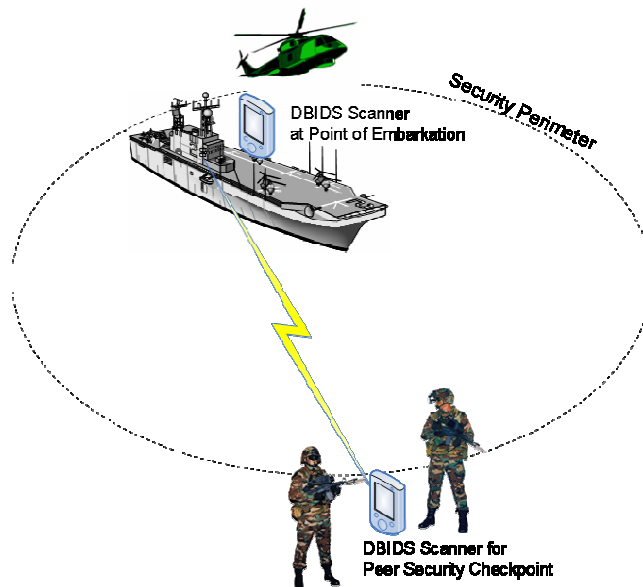 DBIDS Scanner
at Point of Embarkation
Security Perimeter
DBIDS Scanner for
Peer Security Checkpoint